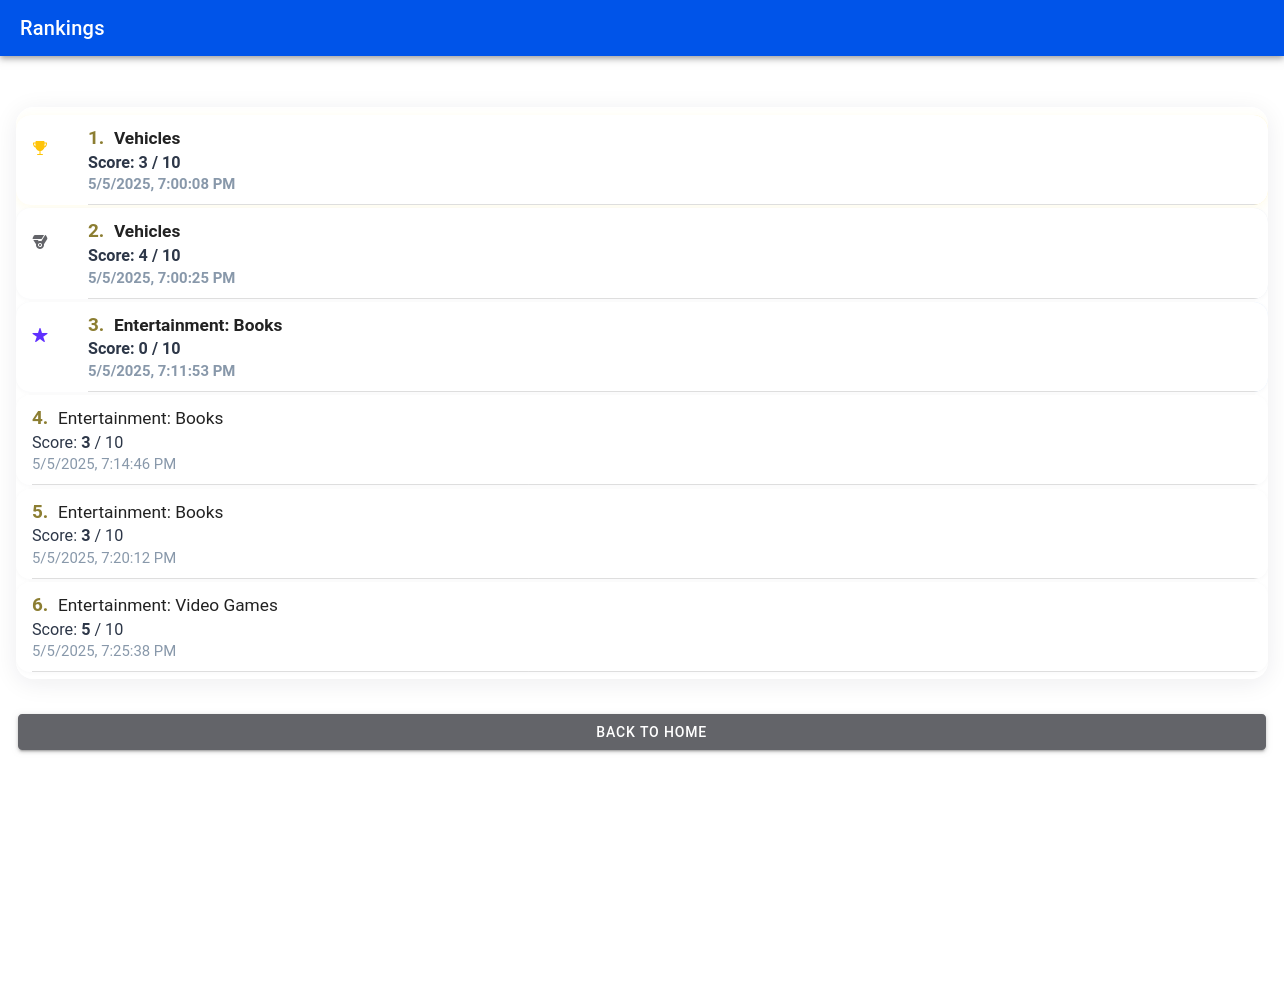 Rankings
1. Vehicles
Score: 3 / 10
5/5/2025, 7:00:08 PM
2. Vehicles
Score: 4 / 10
5/5/2025, 7:00:25 PM
3. Entertainment: Books
Score: 0 / 10
5/5/2025, 7:11:53 PM
4. Entertainment: Books
Score: 3 / 10
5/5/2025, 7:14:46 PM
5. Entertainment: Books
Score: 3 / 10
5/5/2025, 7:20:12 PM
6. Entertainment: Video Games
Score: 5 / 10
5/5/2025, 7:25:38 PM
BACK TO HOME